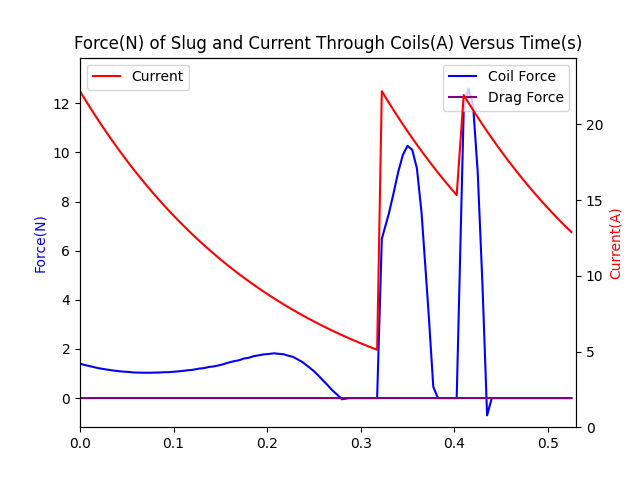 Force(N) of Slug and Current Through Coils(A) Versus Time(s)
Current
Coil Force
Drag Force
Force(N)
12
10
8
6
4
2
0
Current(A)
20
15
10
5
0
0.0 0.1 0.2 0.3 0.4 0.5